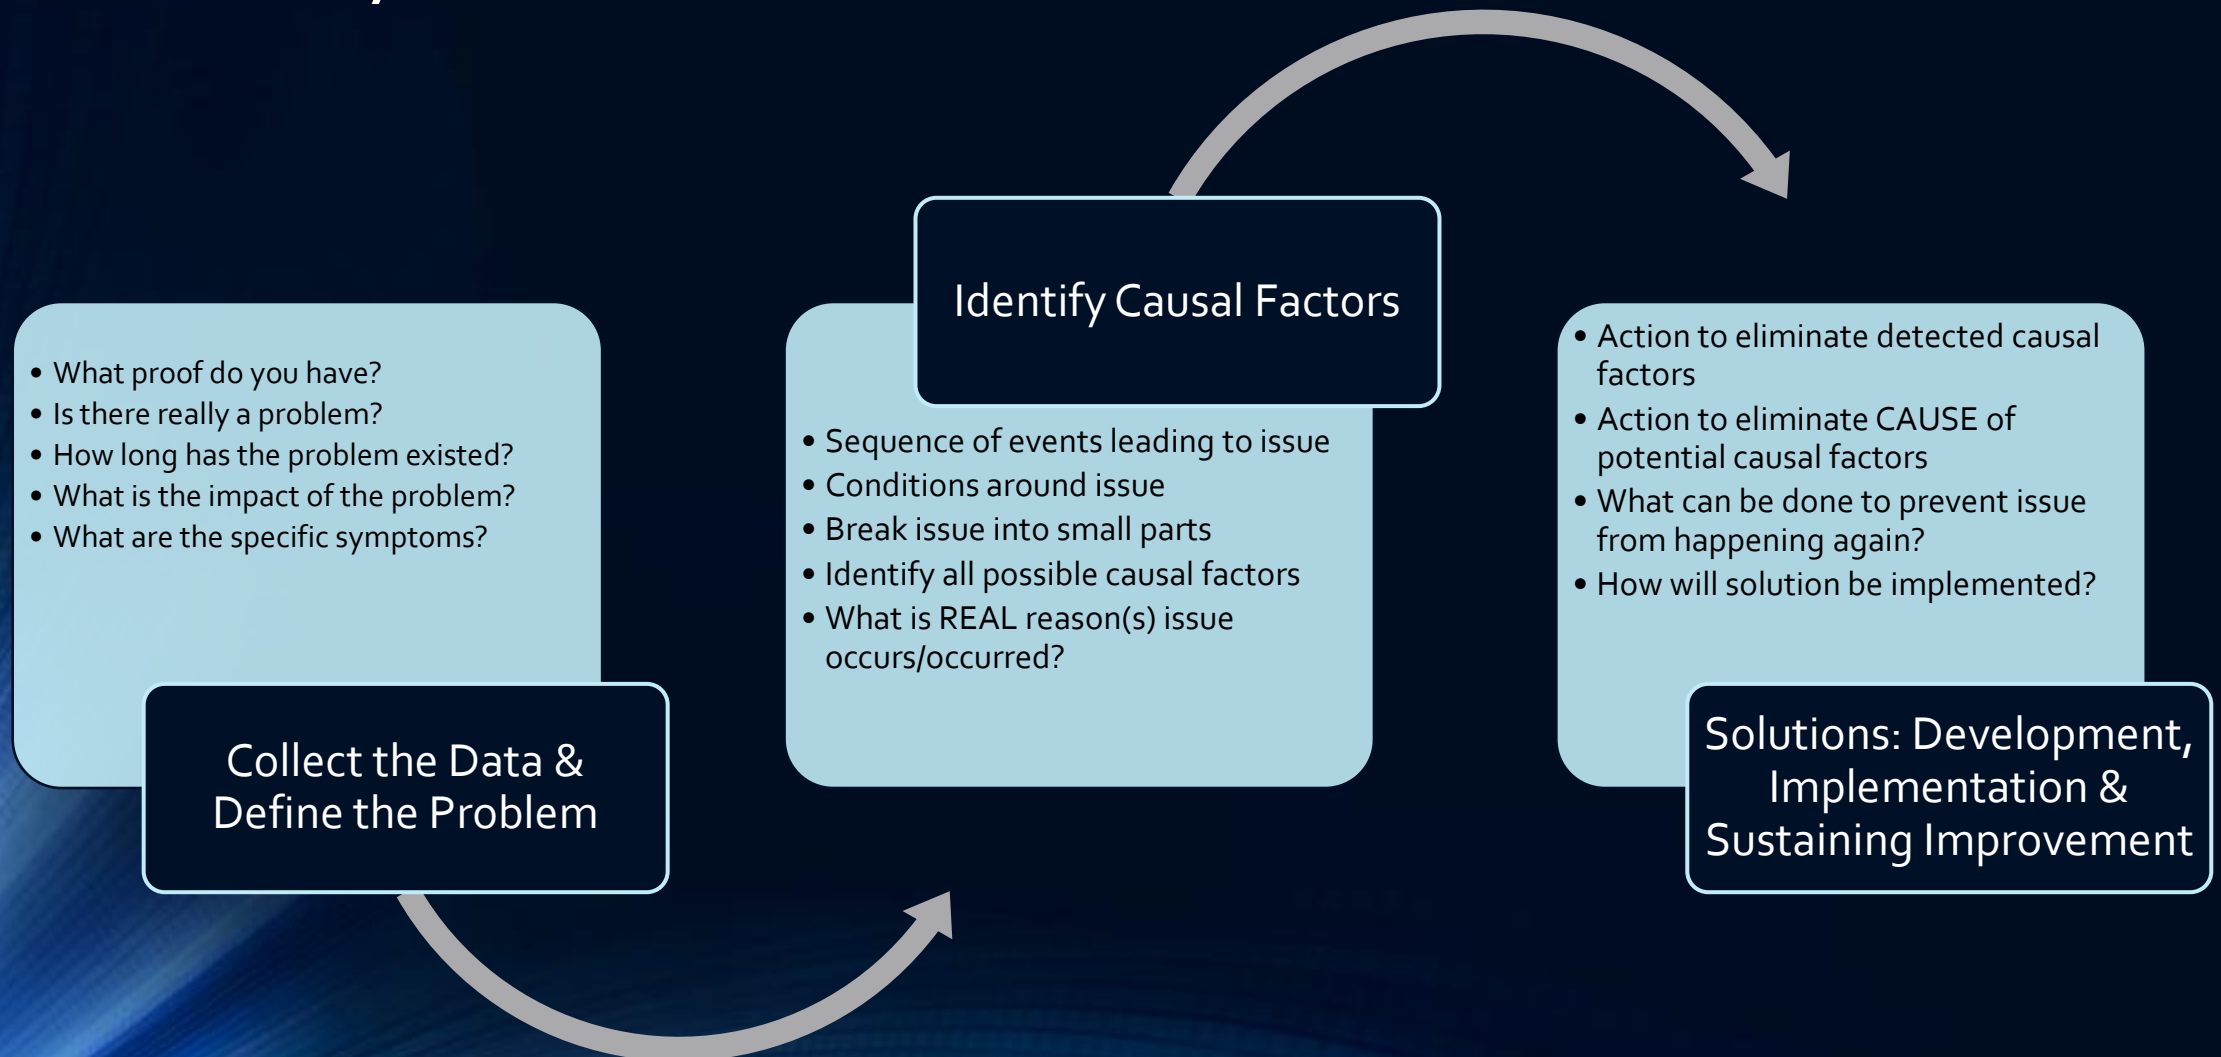 • What proof do you have?
• Is there really a problem?
• How long has the problem existed?
• What is the impact of the problem?
• What are the specific symptoms?
Collect the Data &
Define the Problem
Identify Causal Factors
• Sequence of events leading to issue
• Conditions around issue
• Break issue into small parts
• Identify all possible causal factors
• What is REAL reason(s) issue
occurs/occurred?
• Action to eliminate detected causal
factors
• Action to eliminate CAUSE of
potential causal factors
• What can be done to prevent issue
from happening again?
• How will solution be implemented?
Solutions: Development,
Implementation &
Sustaining Improvement